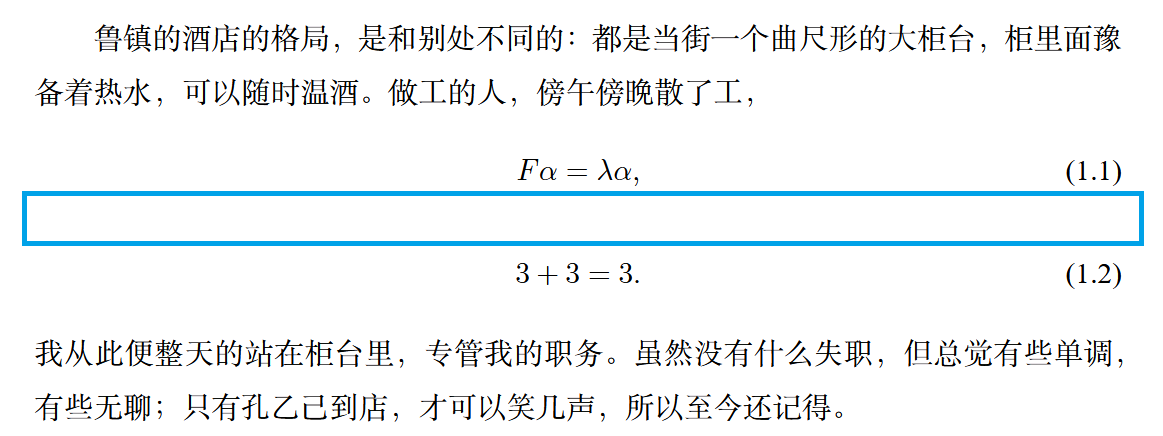 鲁镇的酒店的格局，是和别处不同的：都是当街一个曲尺形的大柜台，柜里面豫
备着热水，可以随时温酒。做工的人，傍午傍晚散了工，
Fα = λα, (1.1)
3 + 3 = 3. (1.2)
我从此便整天的站在柜台里，专管我的职务。虽然没有什么失职，但总觉有些单调，
有些无聊；只有孔乙己到店，才可以笑几声，所以至今还记得。